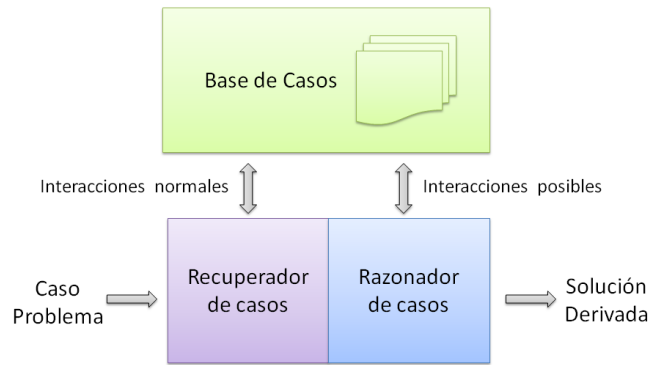 Base de Casos
Interacciones normales
Interacciones posibles
Caso
Problema
Recuperador
de casos
Razonador
de casos
Solución
Derivada